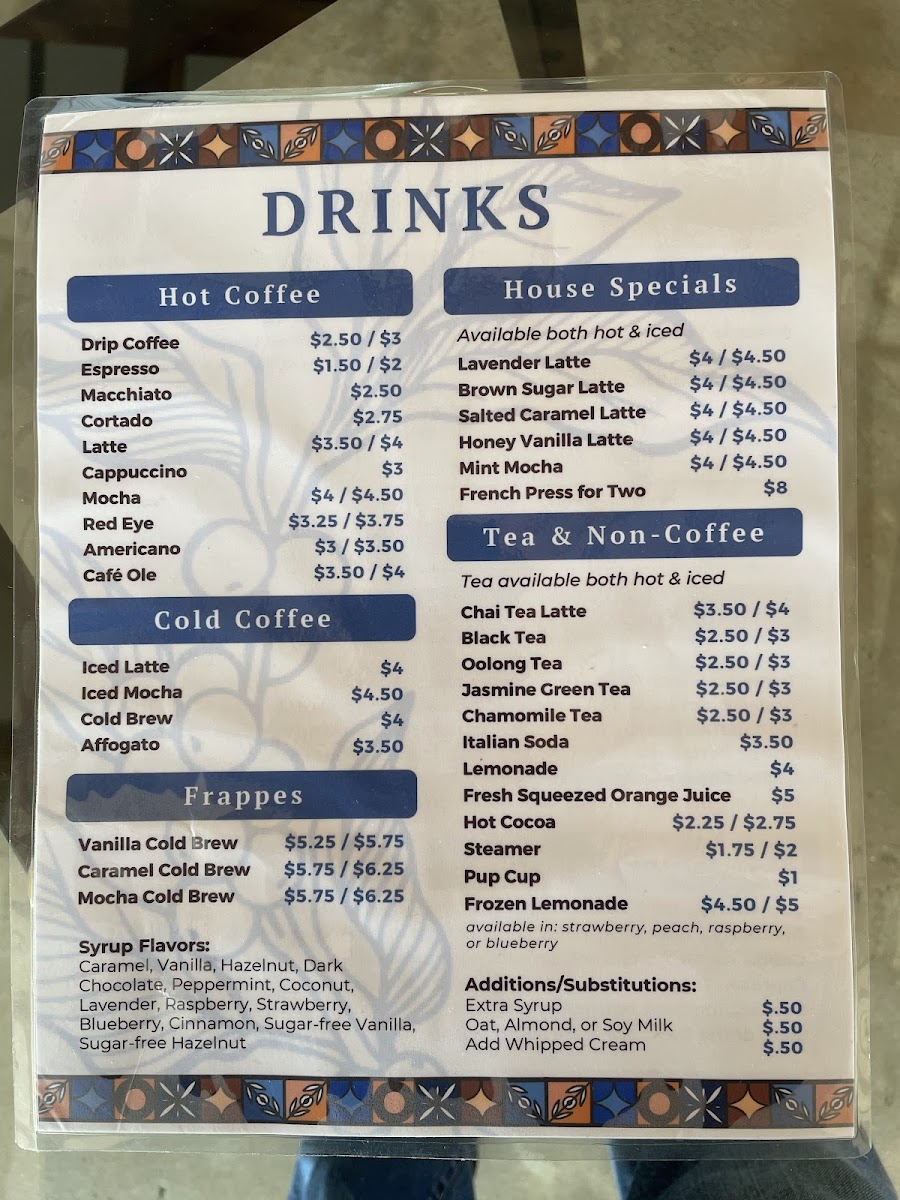 DRINKS
Hot Coffee
Drip Coffee $2.50 / $3
Espresso $1.50 / $2
Macchiato $2.50
Cortado $2.75
Latte $3.50 / $4
Cappuccino $3
Mocha $4 / $4.50
Red Eye $3.25 / $3.75
Americano $3 / $3.50
Café Ole $3.50 / $4
Cold Coffee
Iced Latte $4
Iced Mocha $4.50
Cold Brew $4
Affogato $3.50
Frappes
Vanilla Cold Brew $5.25 / $5.75
Caramel Cold Brew $5.75 / $6.25
Mocha Cold Brew $5.75 / $6.25
Syrup Flavors:
Caramel, Vanilla, Hazelnut, Dark
Chocolate, Peppermint, Coconut,
Lavender, Raspberry, Strawberry,
Blueberry, Cinnamon, Sugar-free Vanilla,
Sugar-free Hazelnut
House Specials
Available both hot & iced
Lavender Latte $4 / $4.50
Brown Sugar Latte $4 / $4.50
Salted Caramel Latte $4 / $4.50
Honey Vanilla Latte $4 / $4.50
Mint Mocha $4 / $4.50
French Press for Two $8
Tea & Non-Coffee
Tea available both hot & iced
Chai Tea Latte $3.50 / $4
Black Tea $2.50 / $3
Oolong Tea $2.50 / $3
Jasmine Green Tea $2.50 / $3
Chamomile Tea $2.50 / $3
Italian Soda $3.50
Lemonade $4
Fresh Squeezed Orange Juice $5
Hot Cocoa $2.25 / $2.75
Steamer $1.75 / $2
Pup Cup $1
Frozen Lemonade $4.50 / $5
available in: strawberry, peach, raspberry,
or blueberry
Additions/Substitutions:
Extra Syrup $.50
Oat, Almond, or Soy Milk $.50
Add Whipped Cream $.50